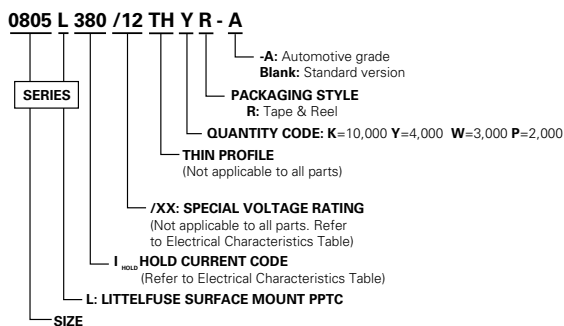 0805 L 380 /12 TH Y R - A
-A: Automotive grade
Blank: Standard version
SERIES
PACKAGING STYLE
R: Tape & Reel
QUANTITY CODE: K=10,000 Y=4,000 W=3,000 P=2,000
THIN PROFILE
(Not applicable to all parts)
/XX: SPECIAL VOLTAGE RATING
(Not applicable to all parts. Refer
to Electrical Characteristics Table)
I HOLD HOLD CURRENT CODE
(Refer to Electrical Characteristics Table)
L: LITTELFUSE SURFACE MOUNT PPTC
SIZE